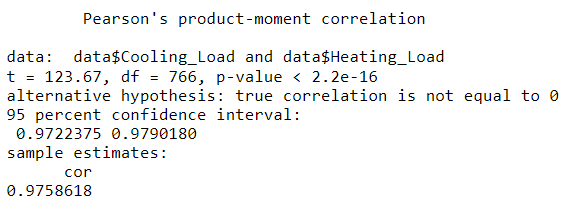 Pearson's product-moment correlation
data:  data$Cooling_Load and data$Heating_Load
t = 123.67, df = 766, p-value < 2.2e-16
alternative hypothesis: true correlation is not equal to 0
95 percent confidence interval:
0.9722375 0.9790180
sample estimates:
cor
0.9758618